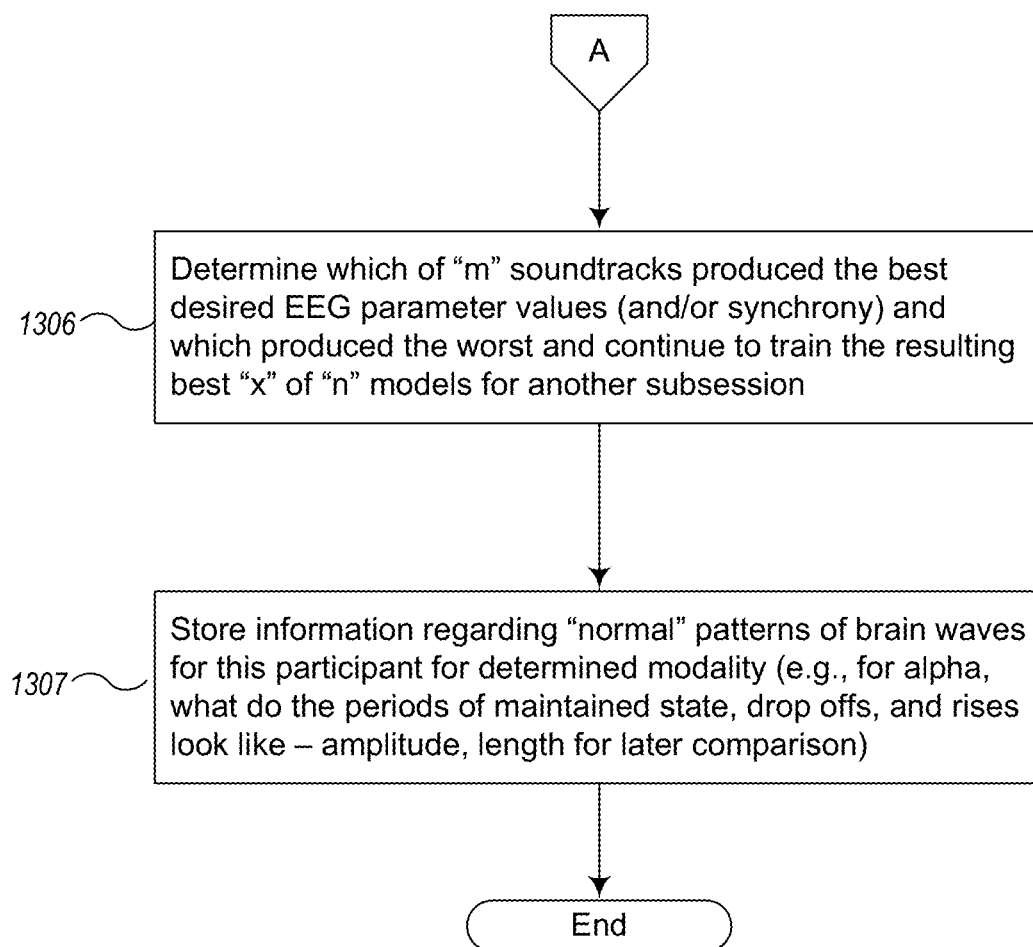 A
1306
Determine which of “m” soundtracks produced the best
desired EEG parameter values (and/or synchrony) and
which produced the worst and continue to train the resulting
best “x” of “n” models for another subsession
1307
Store information regarding “normal” patterns of brain waves
for this participant for determined modality (e.g., for alpha,
what do the periods of maintained state, drop offs, and rises
look like – amplitude, length for later comparison)
End